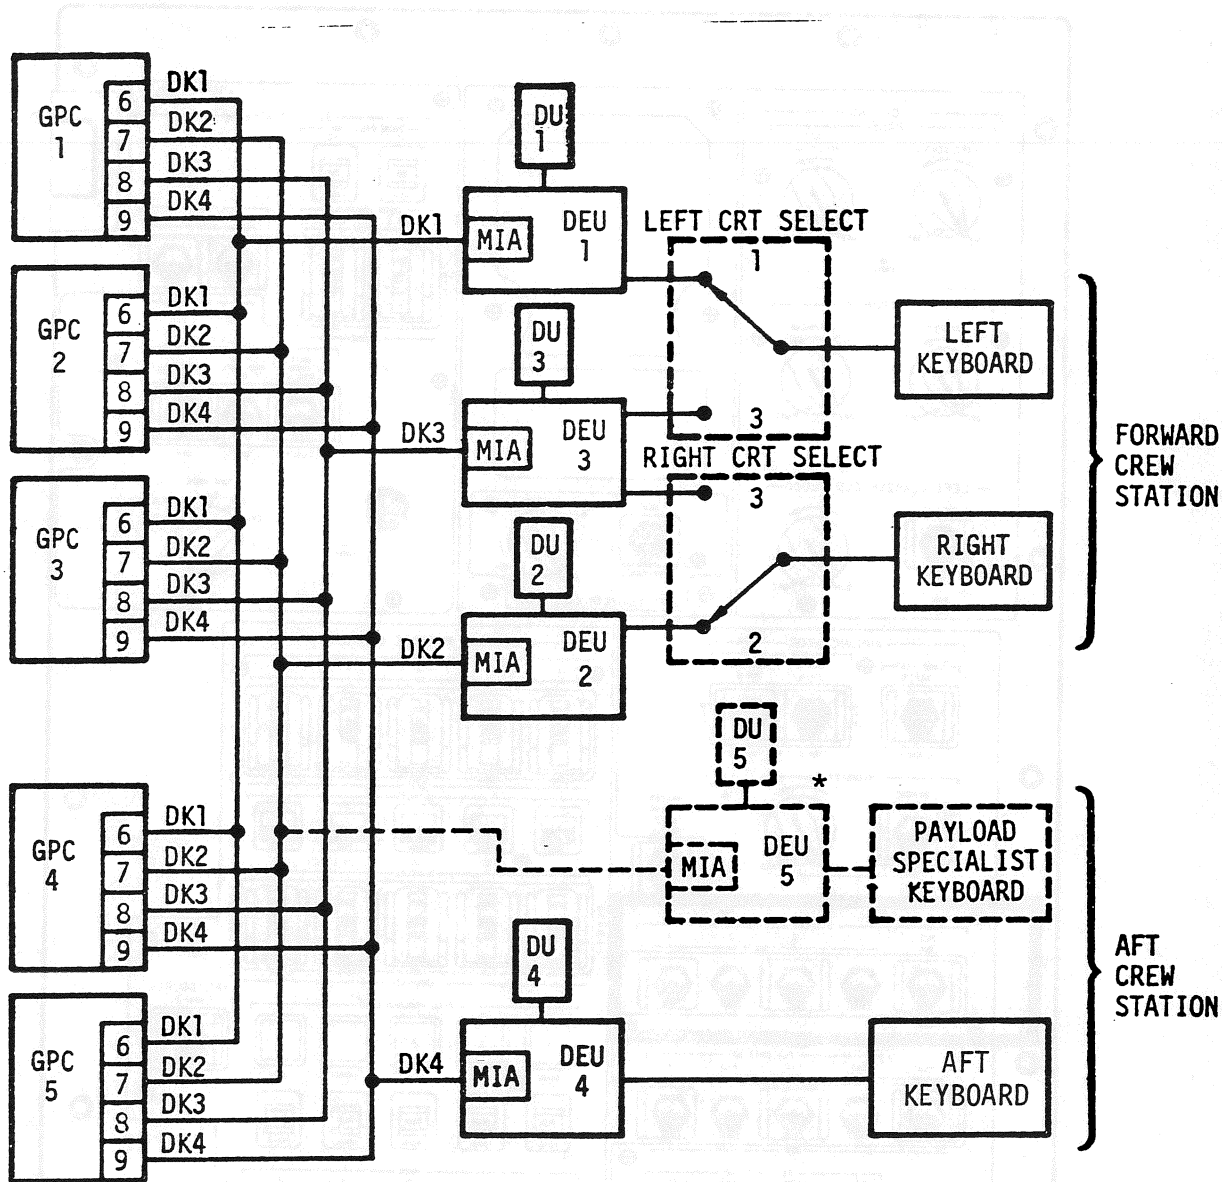 GPC
1
6
7
8
9
DK1
DK2
DK3
DK4
GPC
2
6
7
8
9
DK1
DK2
DK3
DK4
GPC
3
6
7
8
9
DK1
DK2
DK3
DK4
GPC
4
6
7
8
9
DK1
DK2
DK3
DK4
GPC
5
6
7
8
9
DK1
DK2
DK3
DK4
DU
1
DK1
MIA
DEU
1
DU
3
DK3
MIA
DEU
3
DU
2
DK2
MIA
DEU
2
LEFT CRT SELECT
1
3
RIGHT CRT SELECT
3
2
LEFT
KEYBOARD
RIGHT
KEYBOARD
FORWARD
CREW
STATION
DU
5
*
MIA
DEU
5
PAYLOAD
SPECIALIST
KEYBOARD
DU
4
DK4
MIA
DEU
4
AFT
KEYBOARD
AFT
CREW
STATION